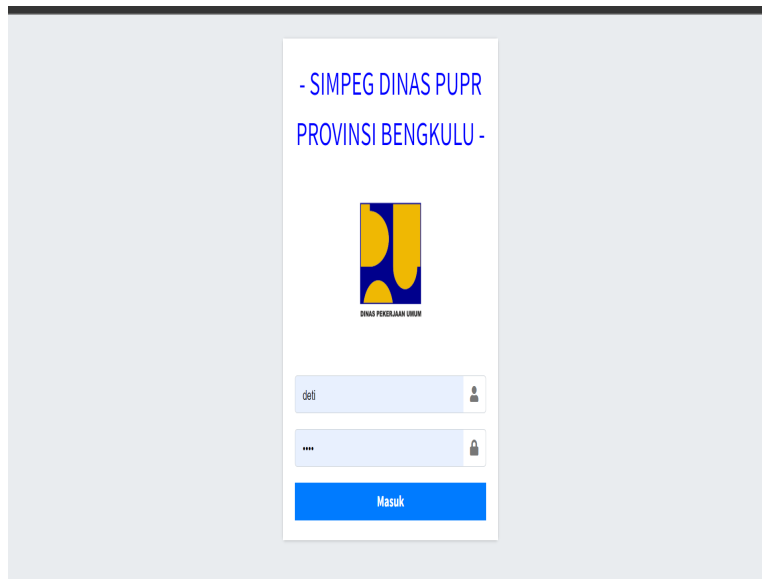 - SIMPEG DINAS PUPR
PROVINSI BENGKULU -
DINAS PEKERJAAN UMUM
deti
••••
Masuk